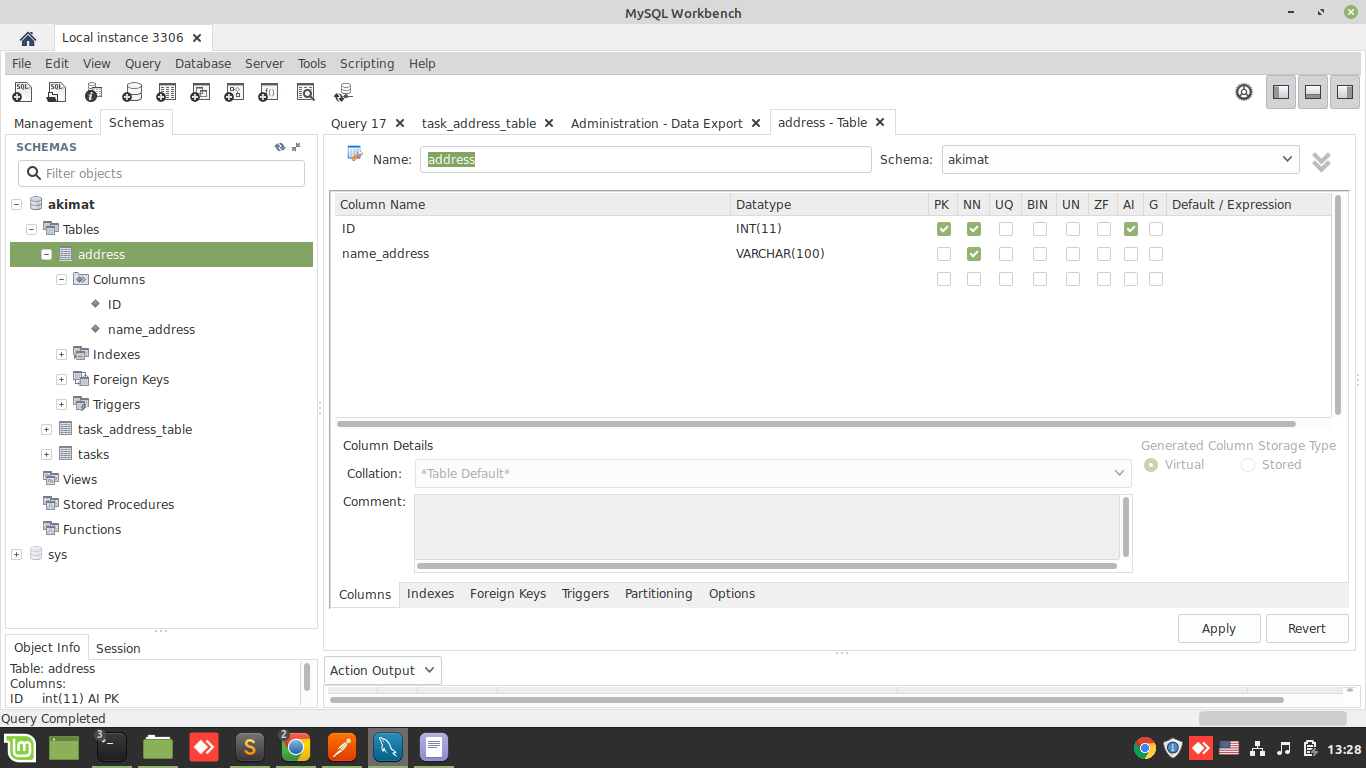 MySQL Workbench
Local instance 3306
File Edit View Query Database Server Tools Scripting Help
Management Schemas
Query 17 task_address_table Administration - Data Export address - Table
SCHEMAS
Filter objects
akimat
Tables
address
Columns
ID
name_address
Indexes
Foreign Keys
Triggers
task_address_table
tasks
Views
Stored Procedures
Functions
sys
Name: address Schema: akimat
Column Name Datatype PK NN UQ BIN UN ZF AI G Default / Expression
ID INT(11)
name_address VARCHAR(100)
Column Details
Generated Column Storage Type
Collation: *Table Default*
Virtual Stored
Comment:
Columns Indexes Foreign Keys Triggers Partitioning Options
Apply Revert
Object Info Session
Table: address
Columns:
ID int(11) AI PK
Action Output
Query Completed
3
S
2
13:28